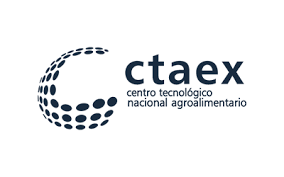 ctaex
centro tecnológico
nacional agroalimentario